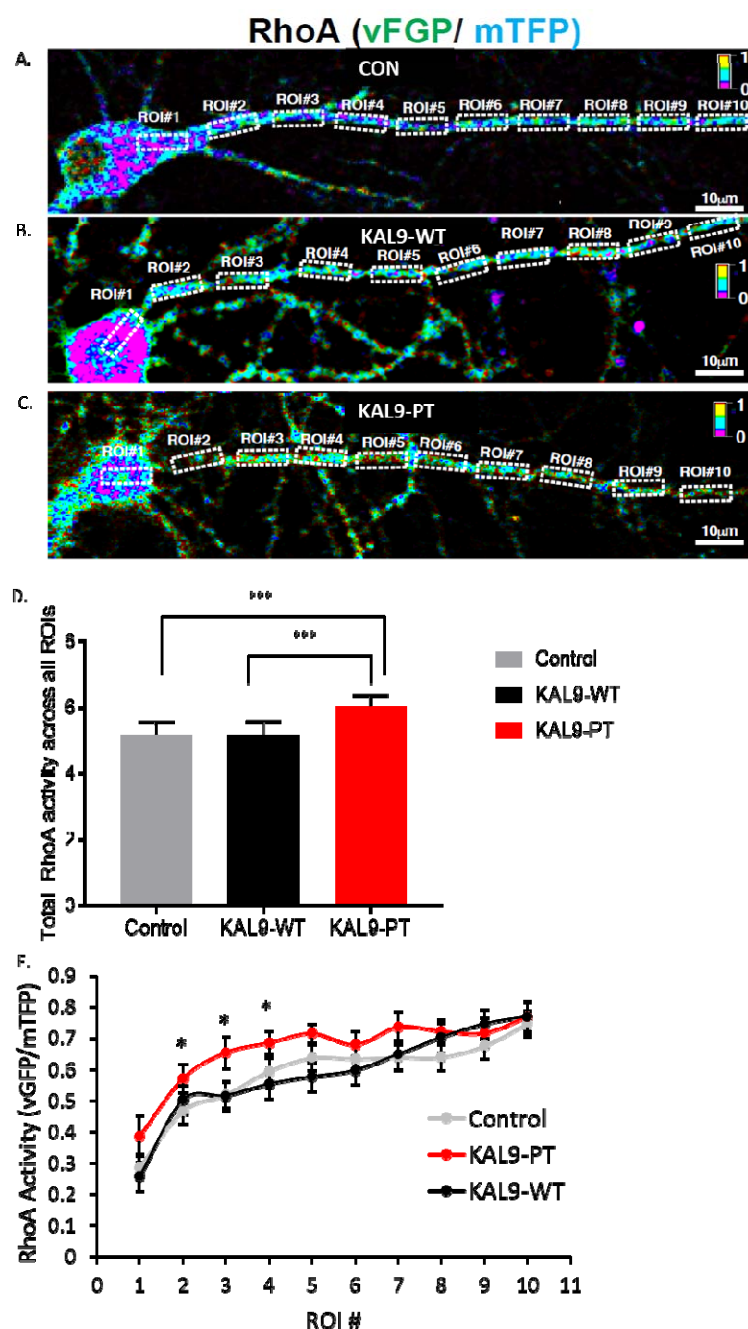 RhoA (vFGP/ mTFP)
A.
CON
1
0
ROI#1
ROI#2
ROI#3
ROI#4
ROI#5
ROI#6
ROI#7
ROI#8
ROI#9
ROI#10
10μm
B.
KAL9-WT
ROI#1
ROI#2
ROI#3
ROI#4
ROI#5
ROI#6
ROI#7
ROI#8
ROI#9
ROI#10
1
0
10μm
C.
KAL9-PT
1
0
ROI#1
ROI#2
ROI#3
ROI#4
ROI#5
ROI#6
ROI#7
ROI#8
ROI#9
ROI#10
10μm
D.
***
***
Total RhoA activity across all ROIs
8
6
4
2
0
Control
KAL9-WT
KAL9-PT
Control
KAL9-WT
KAL9-PT
E.
RhoA Activity (vGFP/mTFP)
0.9
0.8
0.7
0.6
0.5
0.4
0.3
0.2
0.1
0
* * *
Control
KAL9-PT
KAL9-WT
0 1 2 3 4 5 6 7 8 9 10 11
ROI #